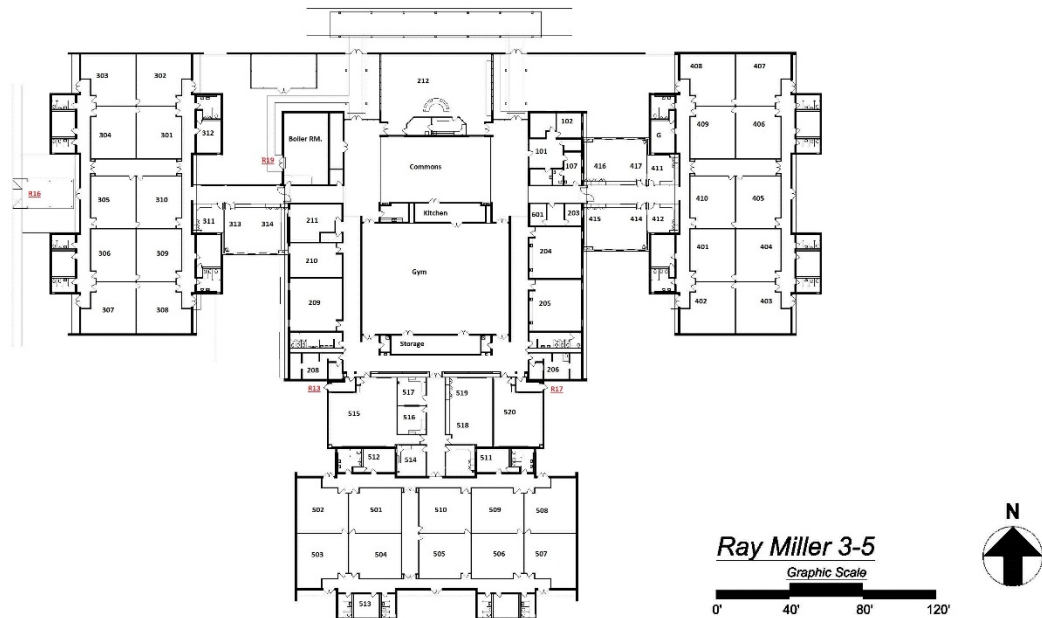 303 302 212 408 407
304 301 312 Boiler RM. 102 G 409 406
R19 101 107 416 417 411
Commons
R16 305 310 410 405
311 313 314 211 Kitchen 601 203 415 414 412
306 309 210 Gym 204 401 404
307 308 209 205 402 403
Storage
208 206
R13 R17
515 517 519 520
516 518
512 514 511
502 501 510 509 508
503 504 505 506 507
513
N
Ray Miller 3-5
Graphic Scale
0' 40' 80' 120'